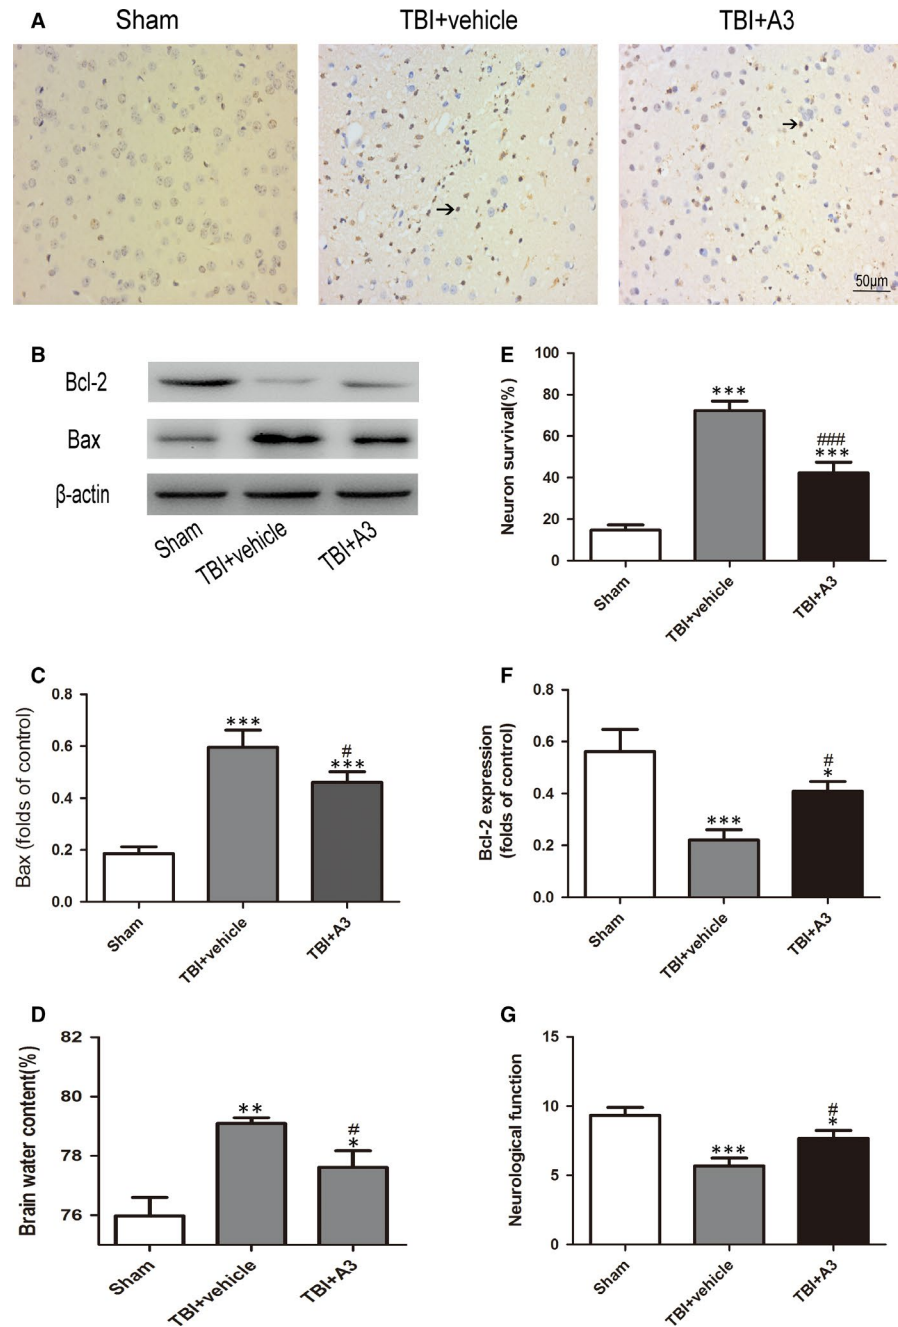 A
Sham
TBI+vehicle
TBI+A3
50μm
B
Bcl-2
Bax
β-actin
Sham
TBI+vehicle
TBI+A3
E
Neuron survival(%)
100
80
60
40
20
0
***
###
***
Sham
TBI+vehicle
TBI+A3
C
Bax (folds of control)
0.8
0.6
0.4
0.2
0.0
***
#
***
Sham
TBI+vehicle
TBI+A3
F
Bcl-2 expression
(folds of control)
0.8
0.6
0.4
0.2
0.0
***
#
*
Sham
TBI+vehicle
TBI+A3
D
Brain water content(%)
82
80
78
76
**
#
*
Sham
TBI+vehicle
TBI+A3
G
Neurological function
15
10
5
0
***
#
*
Sham
TBI+vehicle
TBI+A3